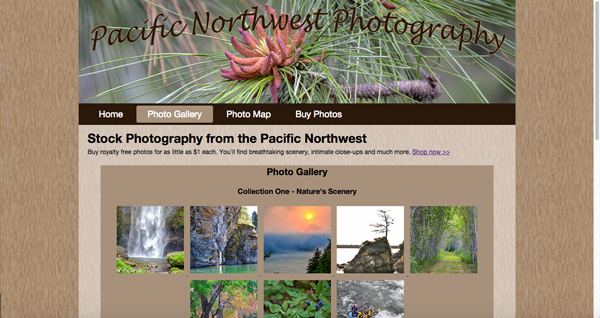 Pacific Northwest Photography
Home Photo Gallery Photo Map Buy Photos
Stock Photography from the Pacific Northwest
Buy royalty free photos for as little as $1 each. You'll find breathtaking scenery, intimate close-ups and much more. Shop now >>
Photo Gallery
Collection One - Nature's Scenery